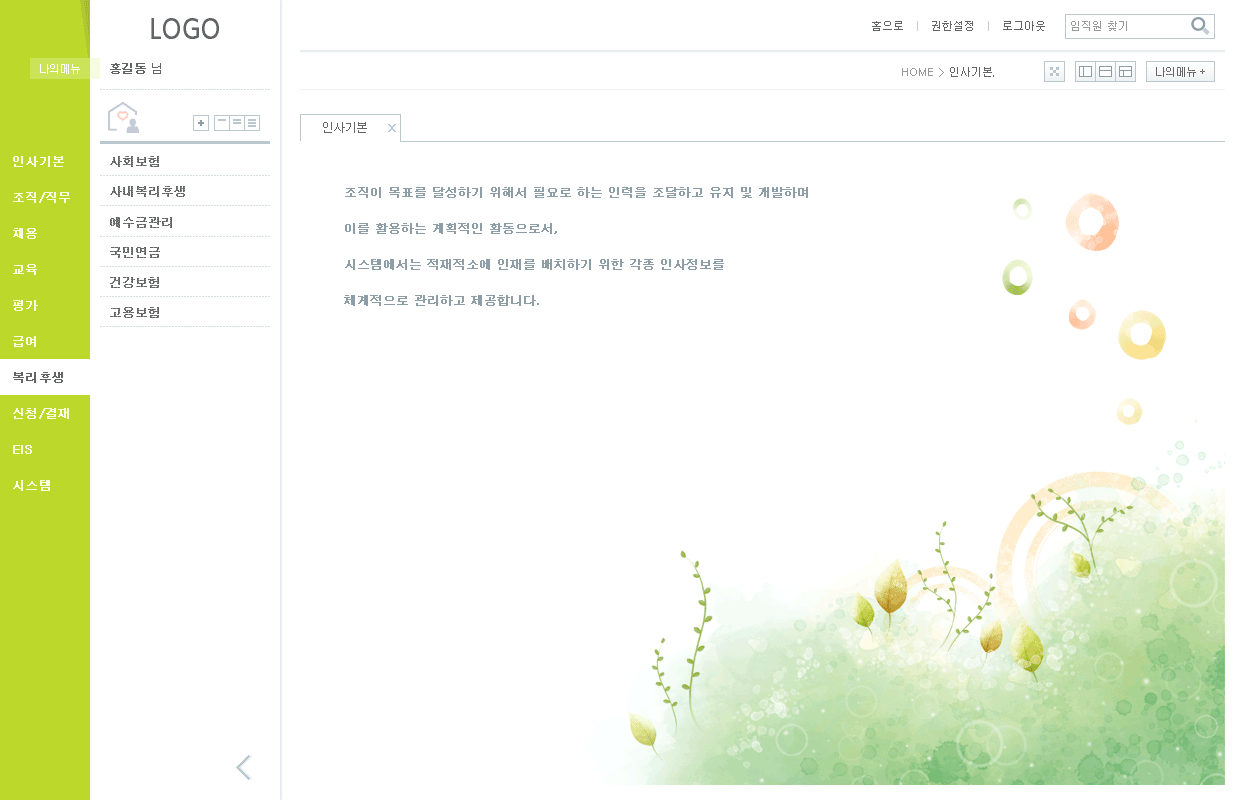 LOGO
나의메뉴
홍길동 님
인사기본
조직/직무
채용
교육
평가
급여
복리후생
신청/결재
EIS
시스템
사회보험
사내복리후생
예수금관리
국민연금
건강보험
고용보험
홈으로 권한설정 로그아웃 임직원 찾기
HOME > 인사기본. 나의메뉴 +
인사기본 X
조직이 목표를 달성하기 위해서 필요로 하는 인력을 조달하고 유지 및 개발하며
이를 활용하는 계획적인 활동으로서,
시스템에서는 적재적소에 인재를 배치하기 위한 각종 인사정보를
체계적으로 관리하고 제공합니다.